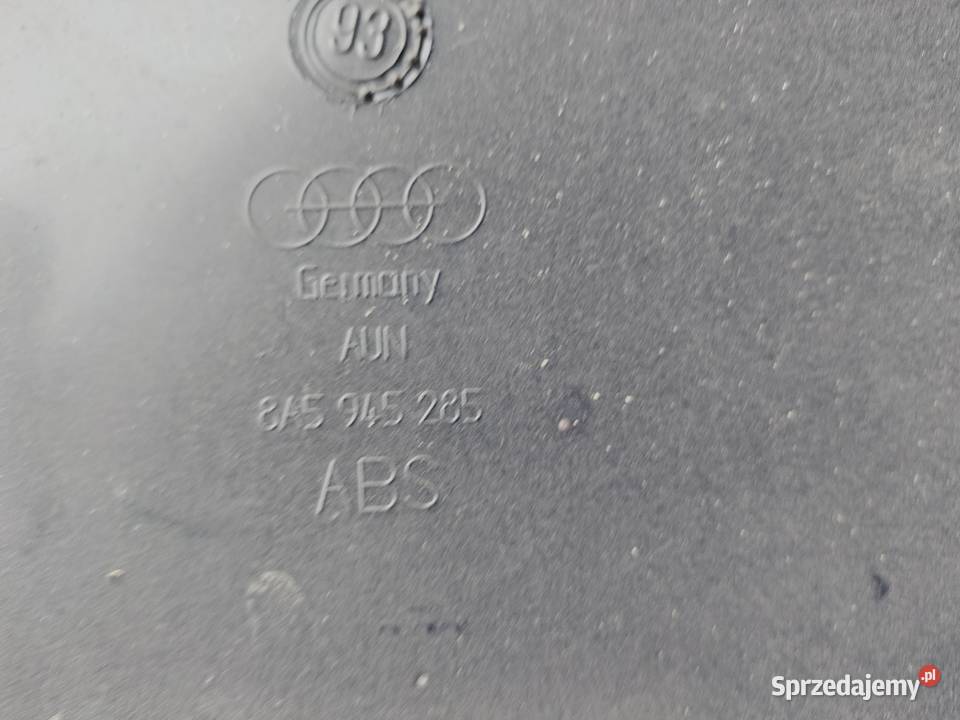 93
Germany
AUN
8A5 945 285
ABS
Sprzedajemy.pl